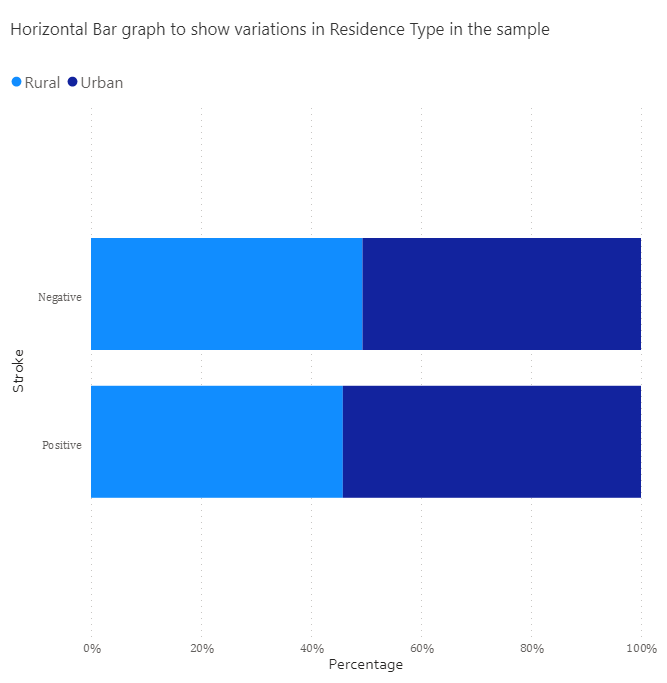 Horizontal Bar graph to show variations in Residence Type in the sample
Rural Urban
Negative
Stroke
Positive
0% 20% 40% 60% 80% 100%
Percentage